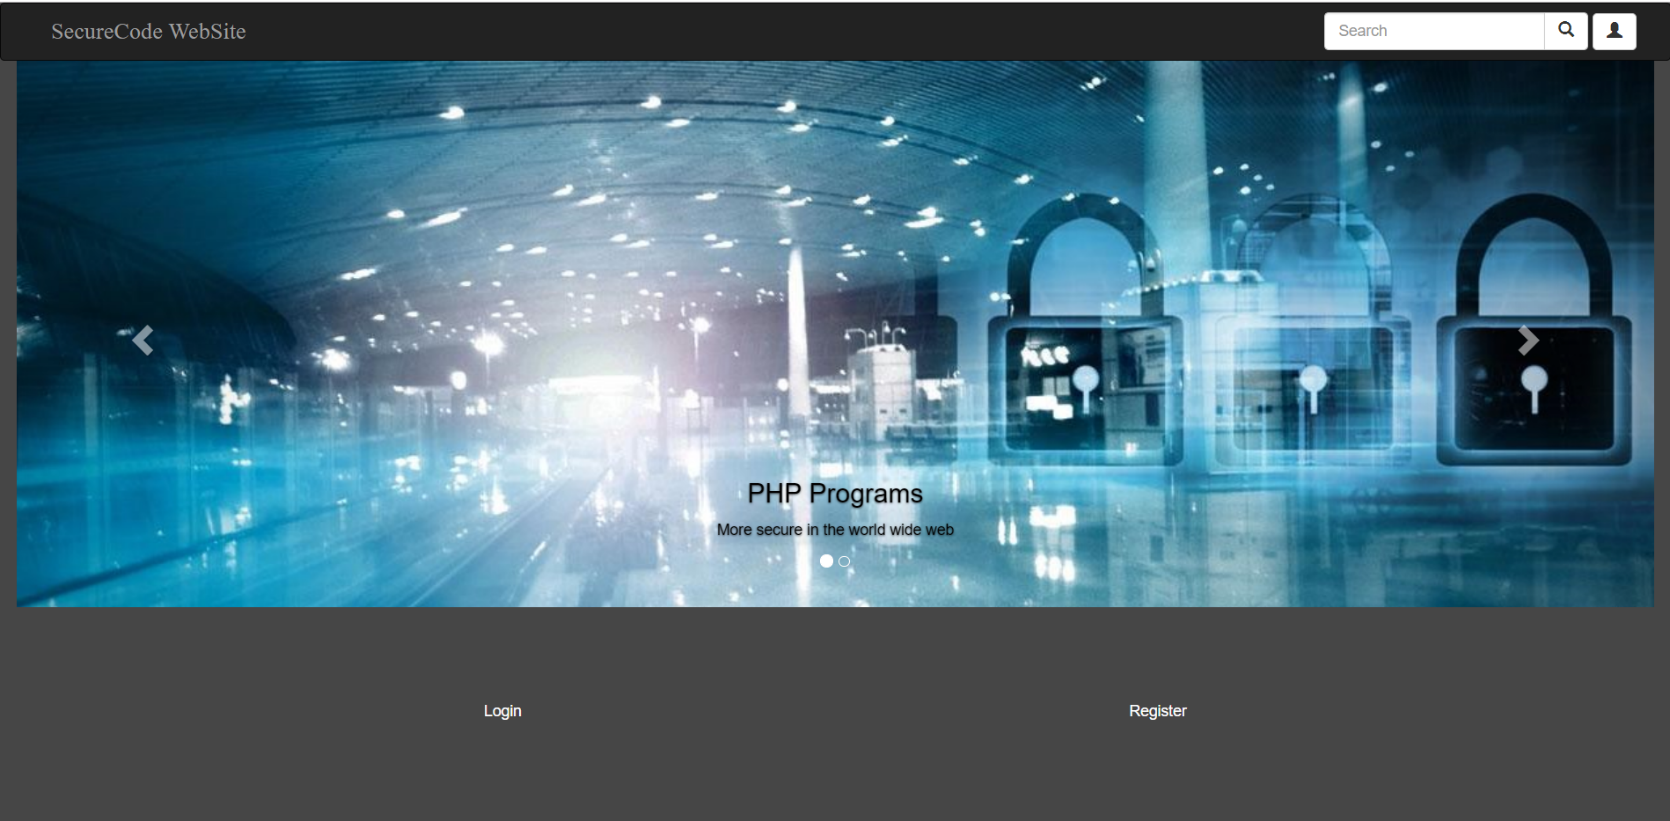 SecureCode WebSite
Search
PHP Programs
More secure in the world wide web
Login
Register